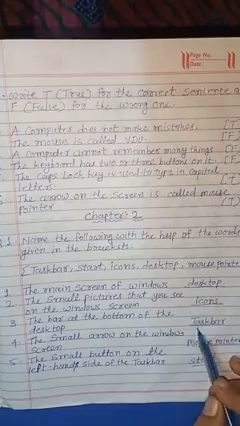 Page No.
Date
Write T (True) for the correct sentence a
F (False) for the wrong one.
A Computer does not make mistakes. [T
The mouse is called VDU. [F
A computer cannot remember many things [F
The keyboard has two or three buttons on it. [F
The caps lock key is used to type in capital
letters. [T
The arrow on the screen is called mouse
pointer (T)
Chapter 2
Q.1 Name the following with the help of the words
given in the brackets.
[Taskbar, start, icons, desktop, mouse pointe
1 The main screen of windows desktop.
2 The small pictures that you see
on the windows screen Icons
3 The bar at the bottom of the Taskbar
desktop
4 The small arrow on the windows
screen. pointer
5 The small button on the
left-hand side of the Taskbar st